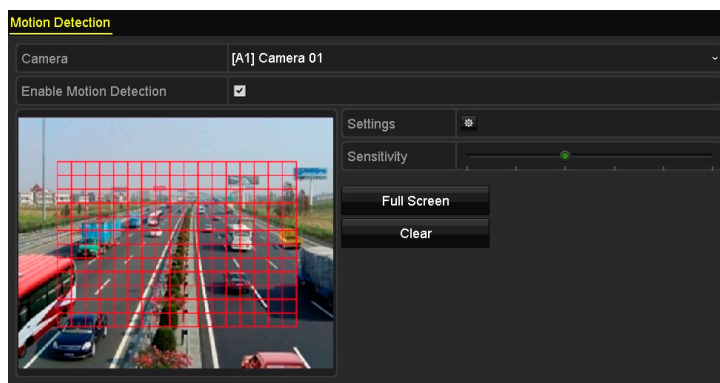 Motion Detection
Camera [A1] Camera 01
Enable Motion Detection
Settings
Sensitivity
Full Screen
Clear